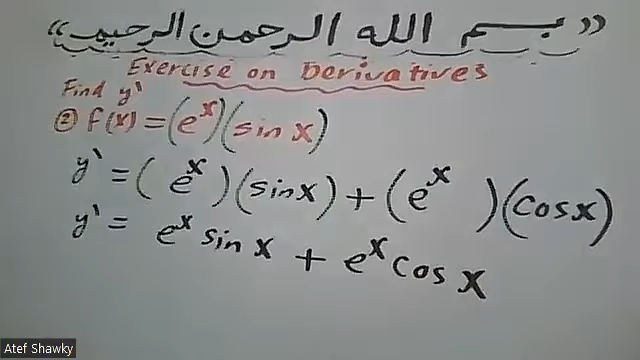 «بسم الله الرحمن الرحيم»
Exercise on Derivatives
Find y'
② f(x) = (e^x)(sin x)
y' = (e^x)(sinx) + (e^x)(cosx)
y' = e^x sin x + e^x cos x
Atef Shawky